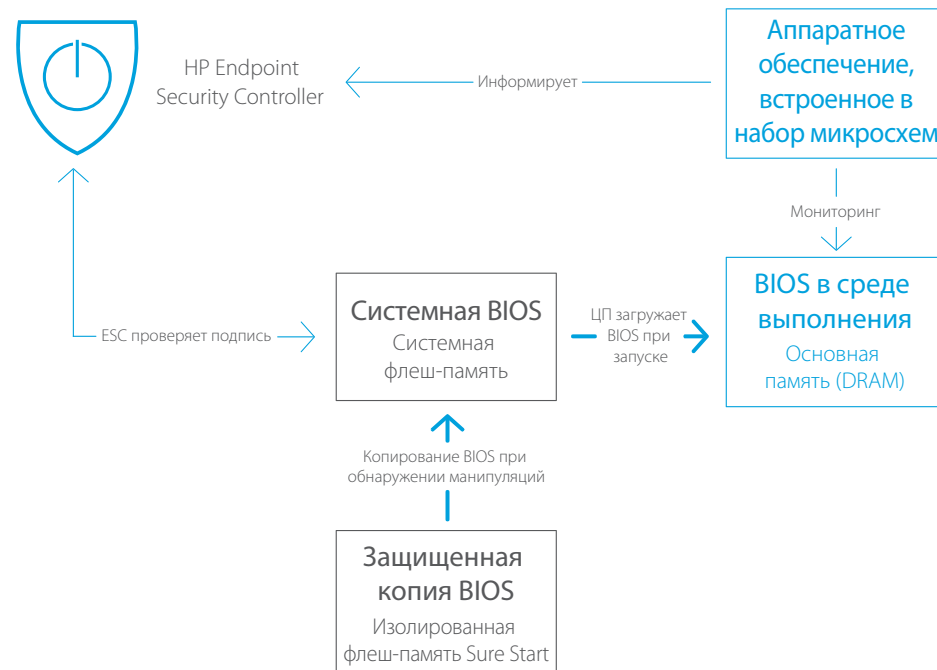 HP Endpoint
Security Controller
Информирует
Аппаратное
обеспечение,
встроенное в
набор микросхем
Мониторинг
ESC проверяет подпись
Системная BIOS
Системная
флеш-память
ЦП загружает
BIOS при
запуске
BIOS в среде
выполнения
Основная
память (DRAM)
Копирование BIOS при
обнаружении манипуляций
Защищенная
копия BIOS
Изолированная
флеш-память Sure Start